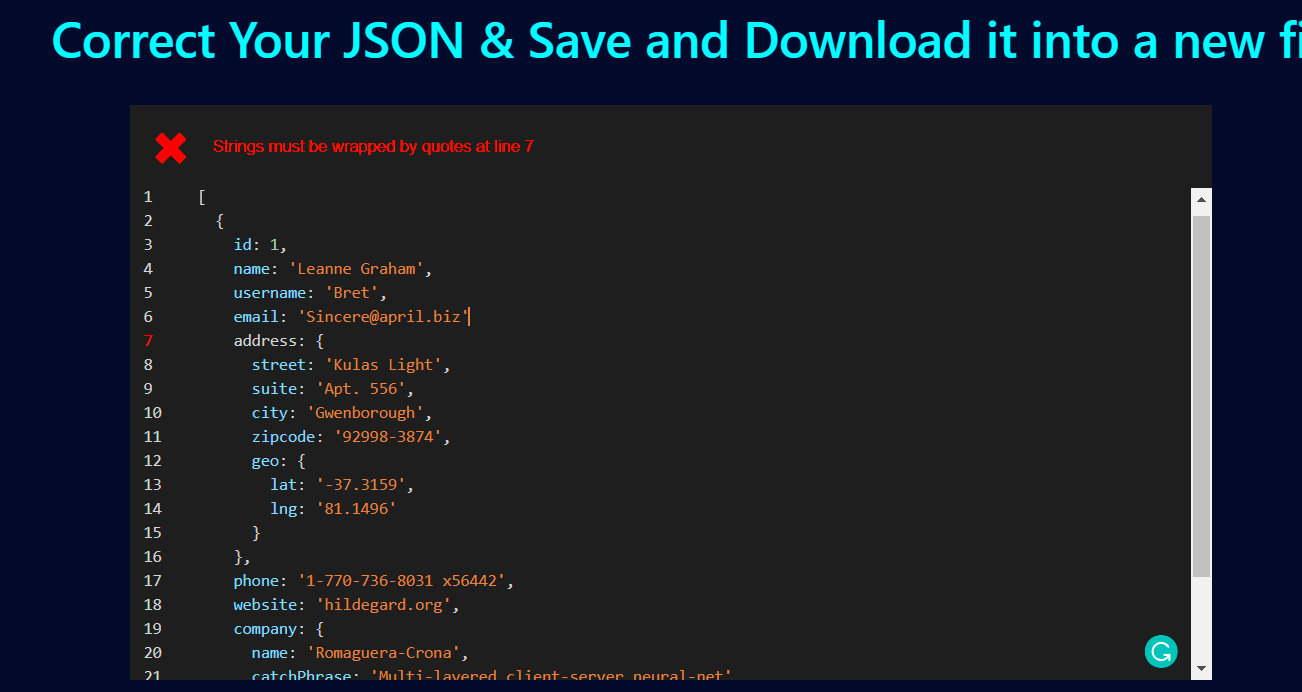 Correct Your JSON & Save and Download it into a new fi
Strings must be wrapped by quotes at line 7
1 [
2 {
3 id: 1,
4 name: 'Leanne Graham',
5 username: 'Bret',
6 email: 'Sincere@april.biz'
7 address: {
8 street: 'Kulas Light',
9 suite: 'Apt. 556',
10 city: 'Gwenborough',
11 zipcode: '92998-3874',
12 geo: {
13 lat: '-37.3159',
14 lng: '81.1496'
15 }
16 },
17 phone: '1-770-736-8031 x56442',
18 website: 'hildegard.org',
19 company: {
20 name: 'Romaguera-Crona',
21 catchPhrase: 'Multi-layered client-server neural-net'